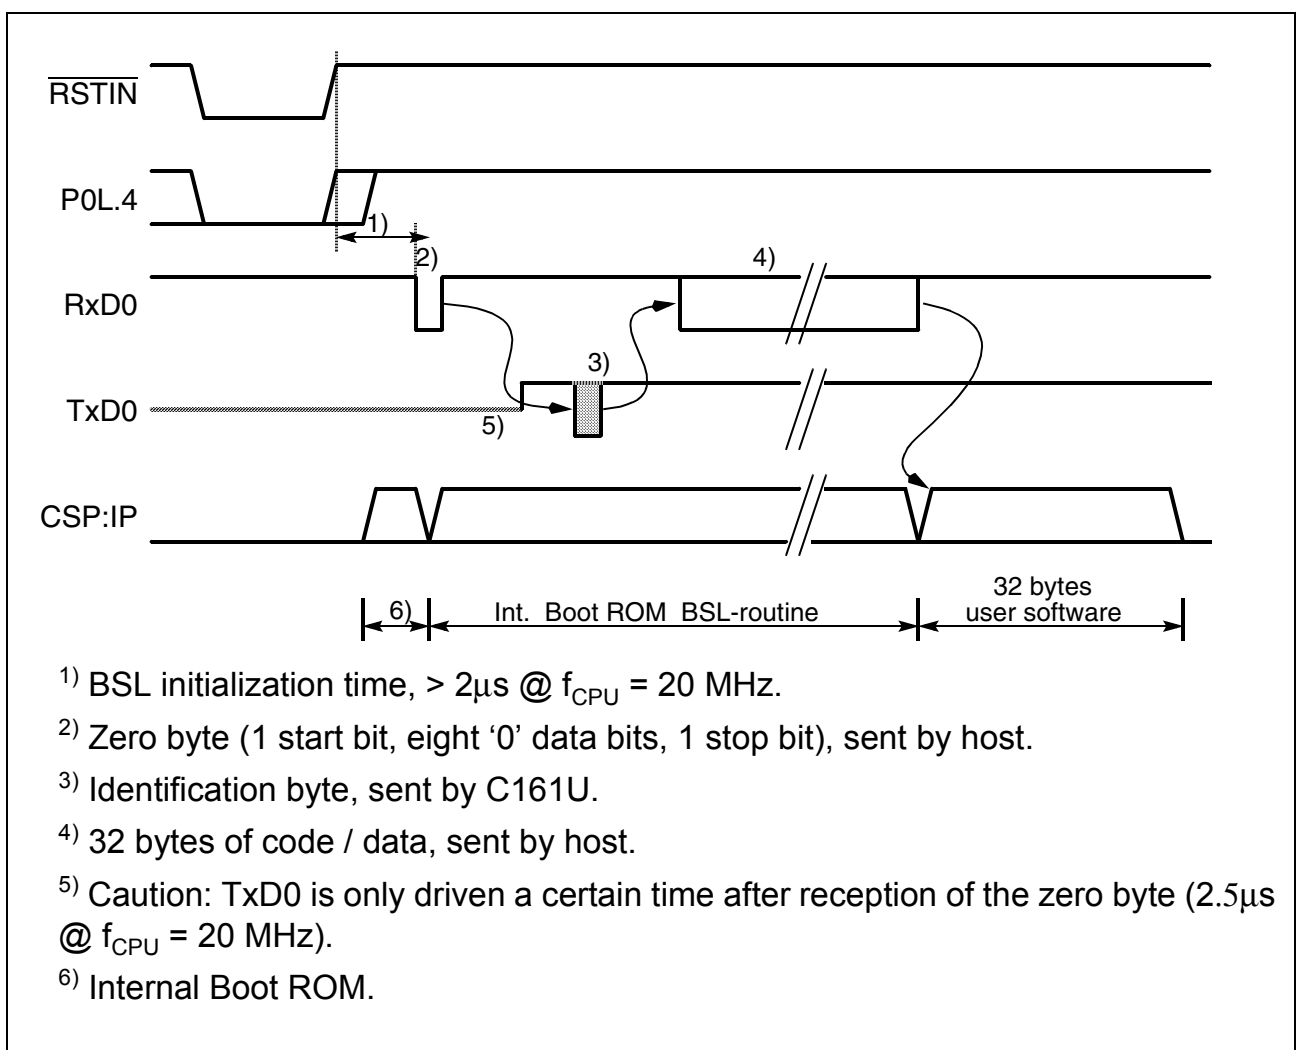 RSTIN
P0L.4
1)
2)
4)
RxD0
3)
TxD0
5)
CSP:IP
32 bytes
6) Int. Boot ROM BSL-routine user software
1) BSL initialization time, > 2μs @ fCPU = 20 MHz.
2) Zero byte (1 start bit, eight ‘0’ data bits, 1 stop bit), sent by host.
3) Identification byte, sent by C161U.
4) 32 bytes of code / data, sent by host.
5) Caution: TxD0 is only driven a certain time after reception of the zero byte (2.5μs
@ fCPU = 20 MHz).
6) Internal Boot ROM.